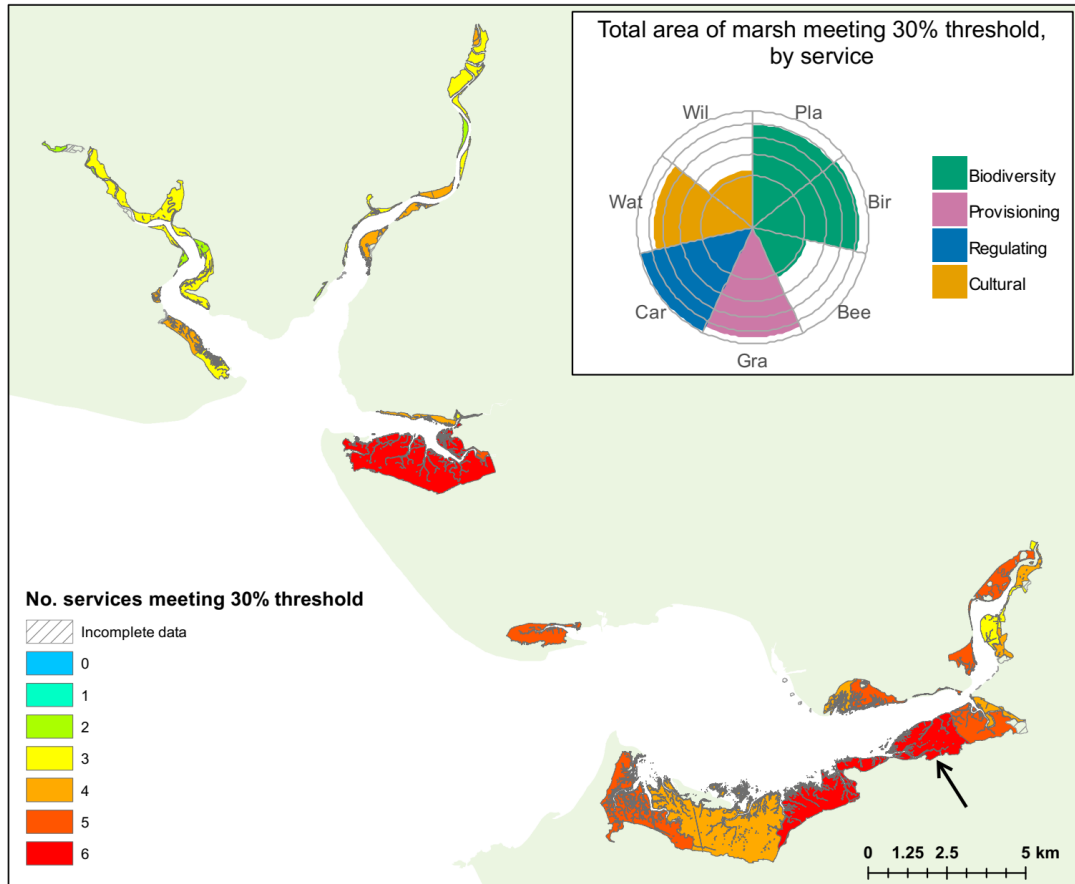 Total area of marsh meeting 30% threshold,
by service
Wil
Pla
Wat
Bir
Car
Bee
Gra
Biodiversity
Provisioning
Regulating
Cultural
No. services meeting 30% threshold
Incomplete data
0
1
2
3
4
5
6
0 1.25 2.5 5 km